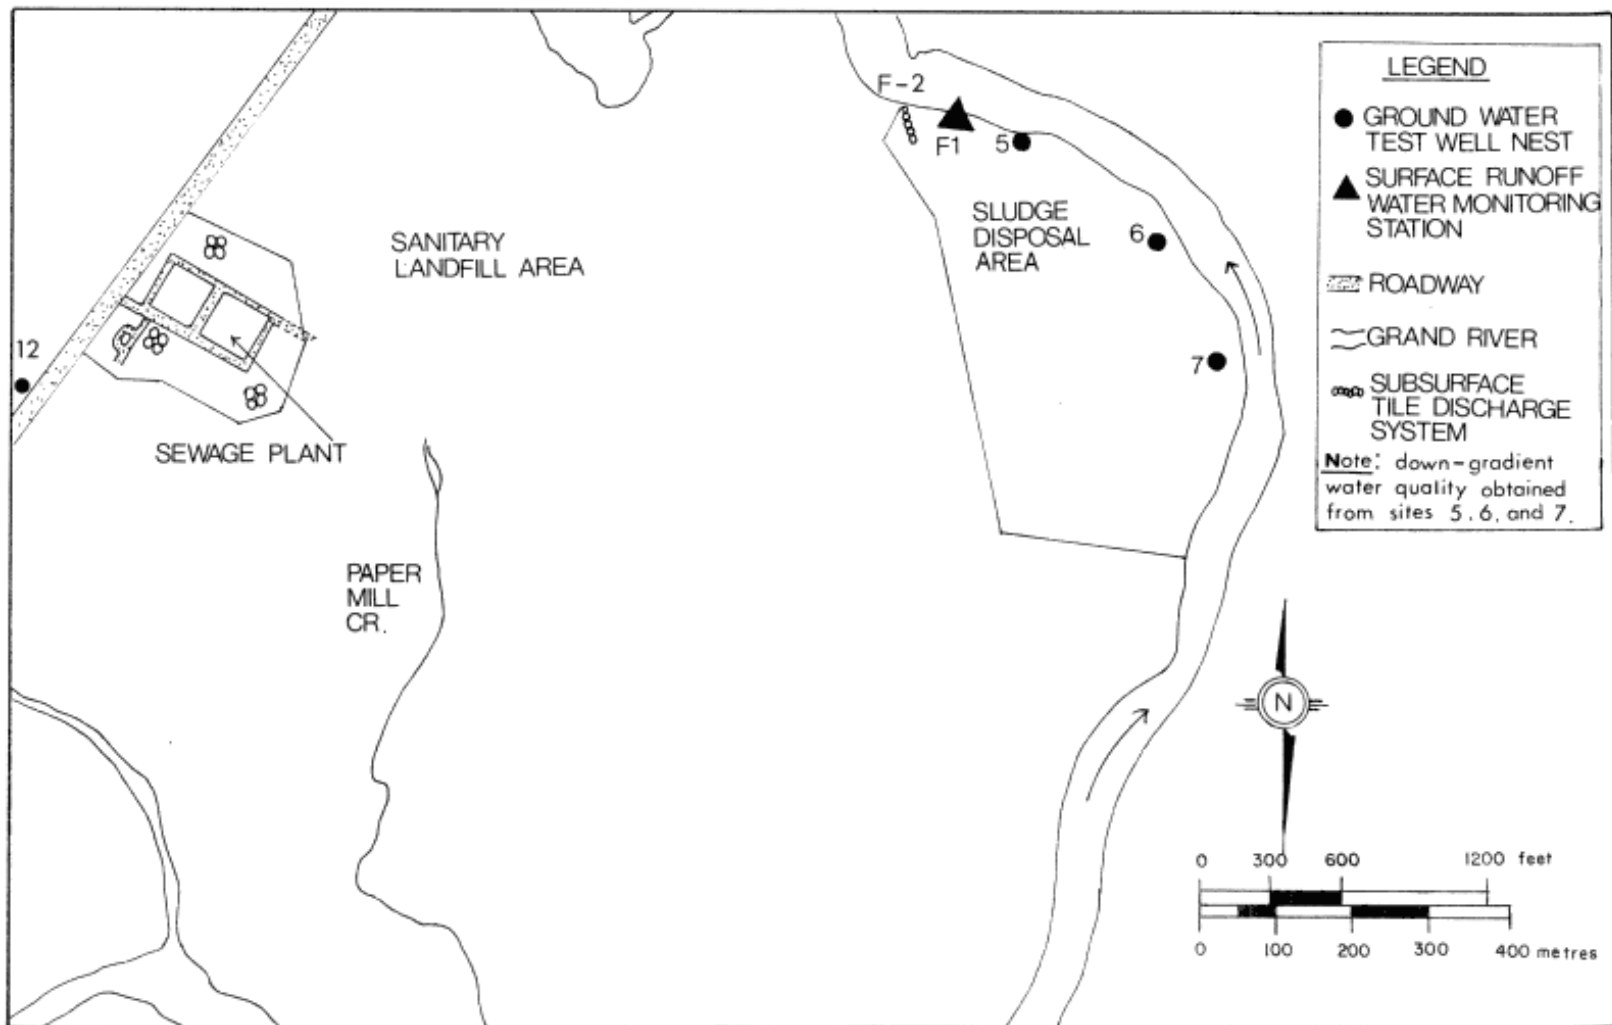 F-2
F1
5
SLUDGE
DISPOSAL
AREA
6
7
SANITARY
LANDFILL AREA
12
SEWAGE PLANT
PAPER
MILL
CR.
LEGEND
GROUND WATER
TEST WELL NEST
SURFACE RUNOFF
WATER MONITORING
STATION
ROADWAY
GRAND RIVER
SUBSURFACE
TILE DISCHARGE
SYSTEM
Note: down-gradient
water quality obtained
from sites 5.6, and 7.
N
0 300 600 1200 feet
0 100 200 300 400 metres